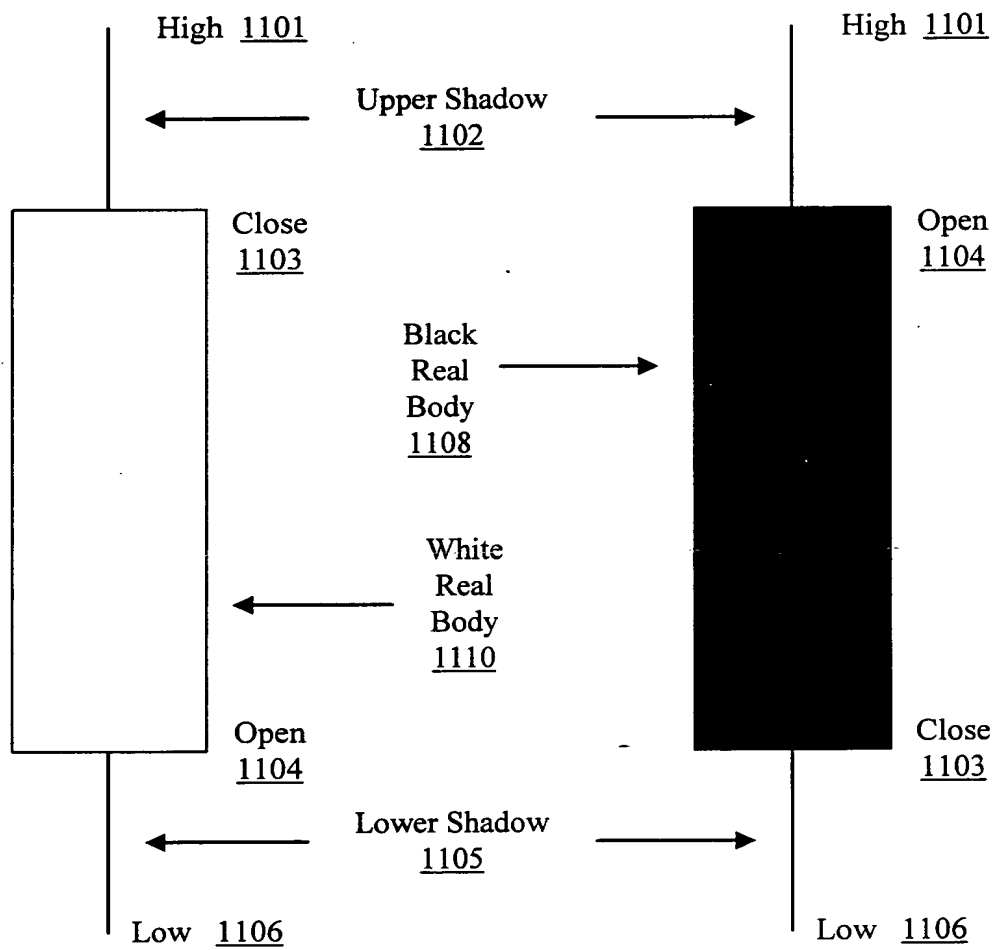 High 1101
High 1101
Upper Shadow
1102
Close
1103
Open
1104
Black
Real
Body
1108
White
Real
Body
1110
Open
1104
Close
1103
Lower Shadow
1105
Low 1106
Low 1106